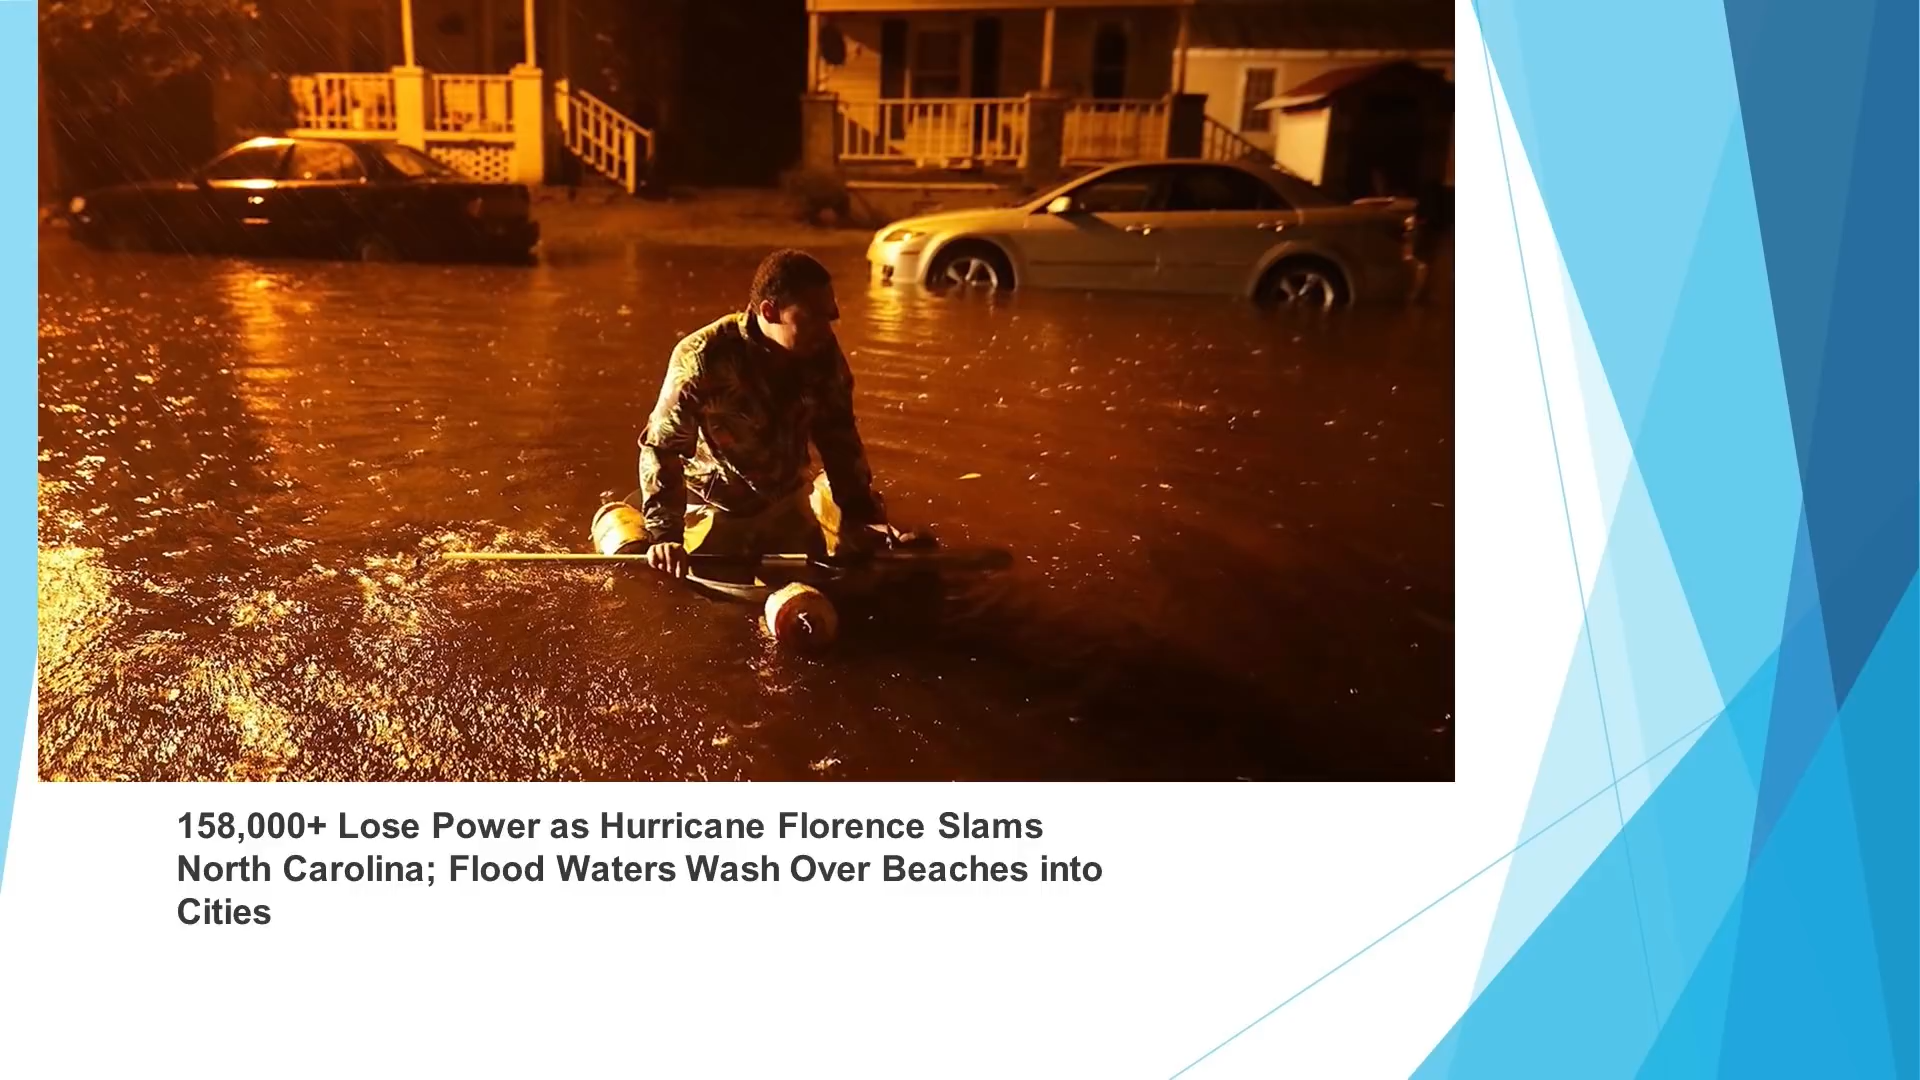 158,000+ Lose Power as Hurricane Florence Slams
North Carolina; Flood Waters Wash Over Beaches into
Cities